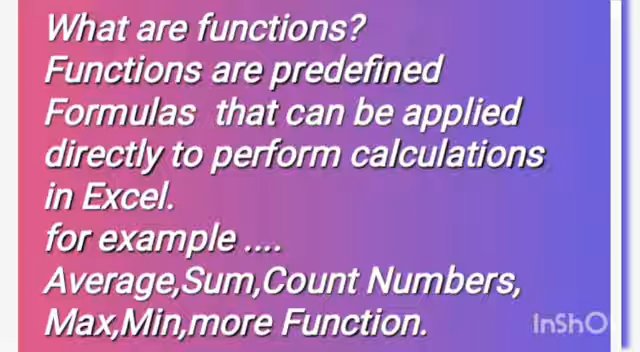 What are functions?
Functions are predefined
Formulas that can be applied
directly to perform calculations
in Excel.
for example ....
Average,Sum,Count Numbers,
Max,Min,more Function.
InShO